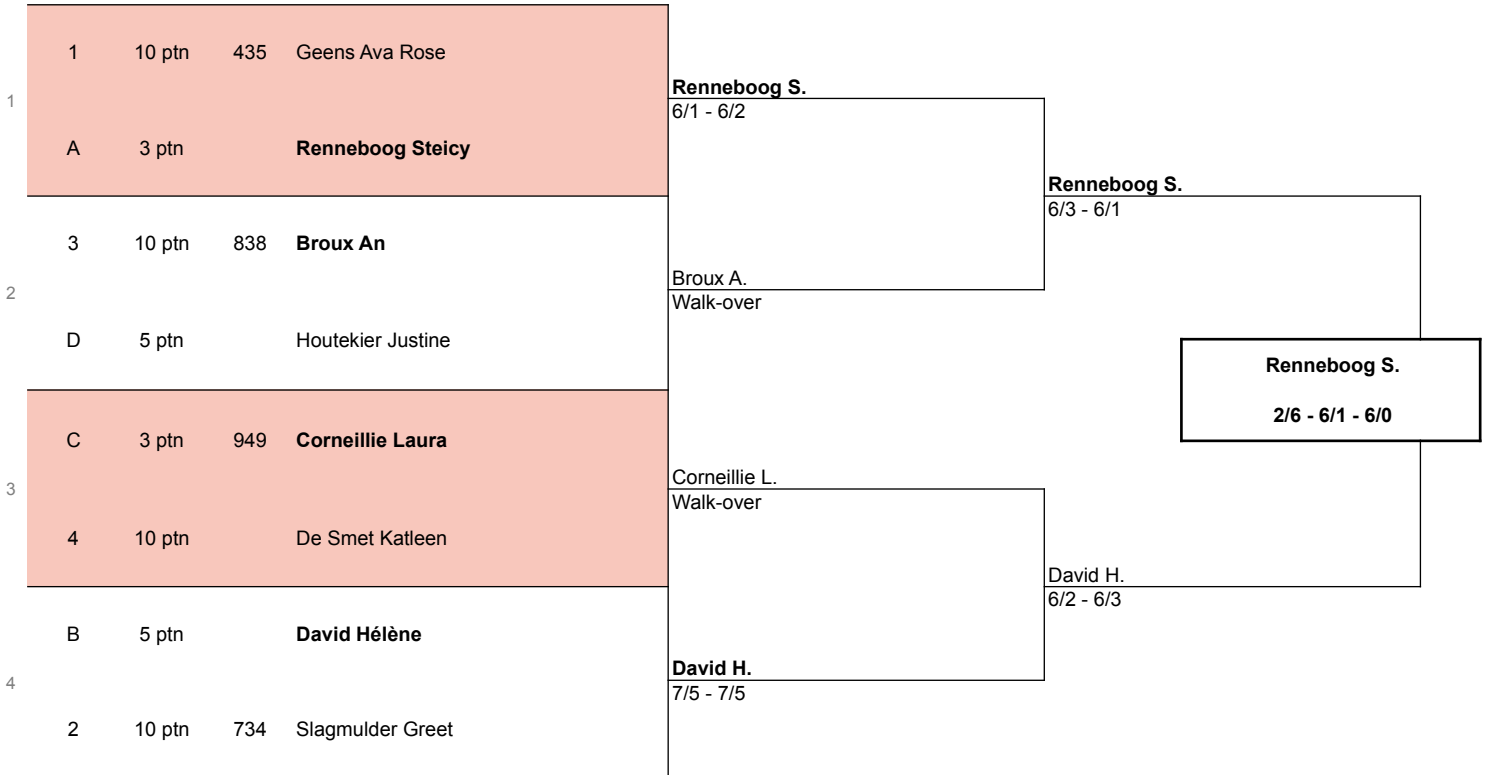 1 10 ptn 435 Geens Ava Rose
Renneboog S.
1
6/1 - 6/2
A 3 ptn Renneboog Steicy
Renneboog S.
6/3 - 6/1
3 10 ptn 838 Broux An
Broux A.
2
Walk-over
D 5 ptn Houtekier Justine
Renneboog S.
2/6 - 6/1 - 6/0
C 3 ptn 949 Corneillie Laura
Corneillie L.
3
Walk-over
4 10 ptn De Smet Katleen
David H.
6/2 - 6/3
B 5 ptn David Hélène
David H.
4
7/5 - 7/5
2 10 ptn 734 Slagmulder Greet